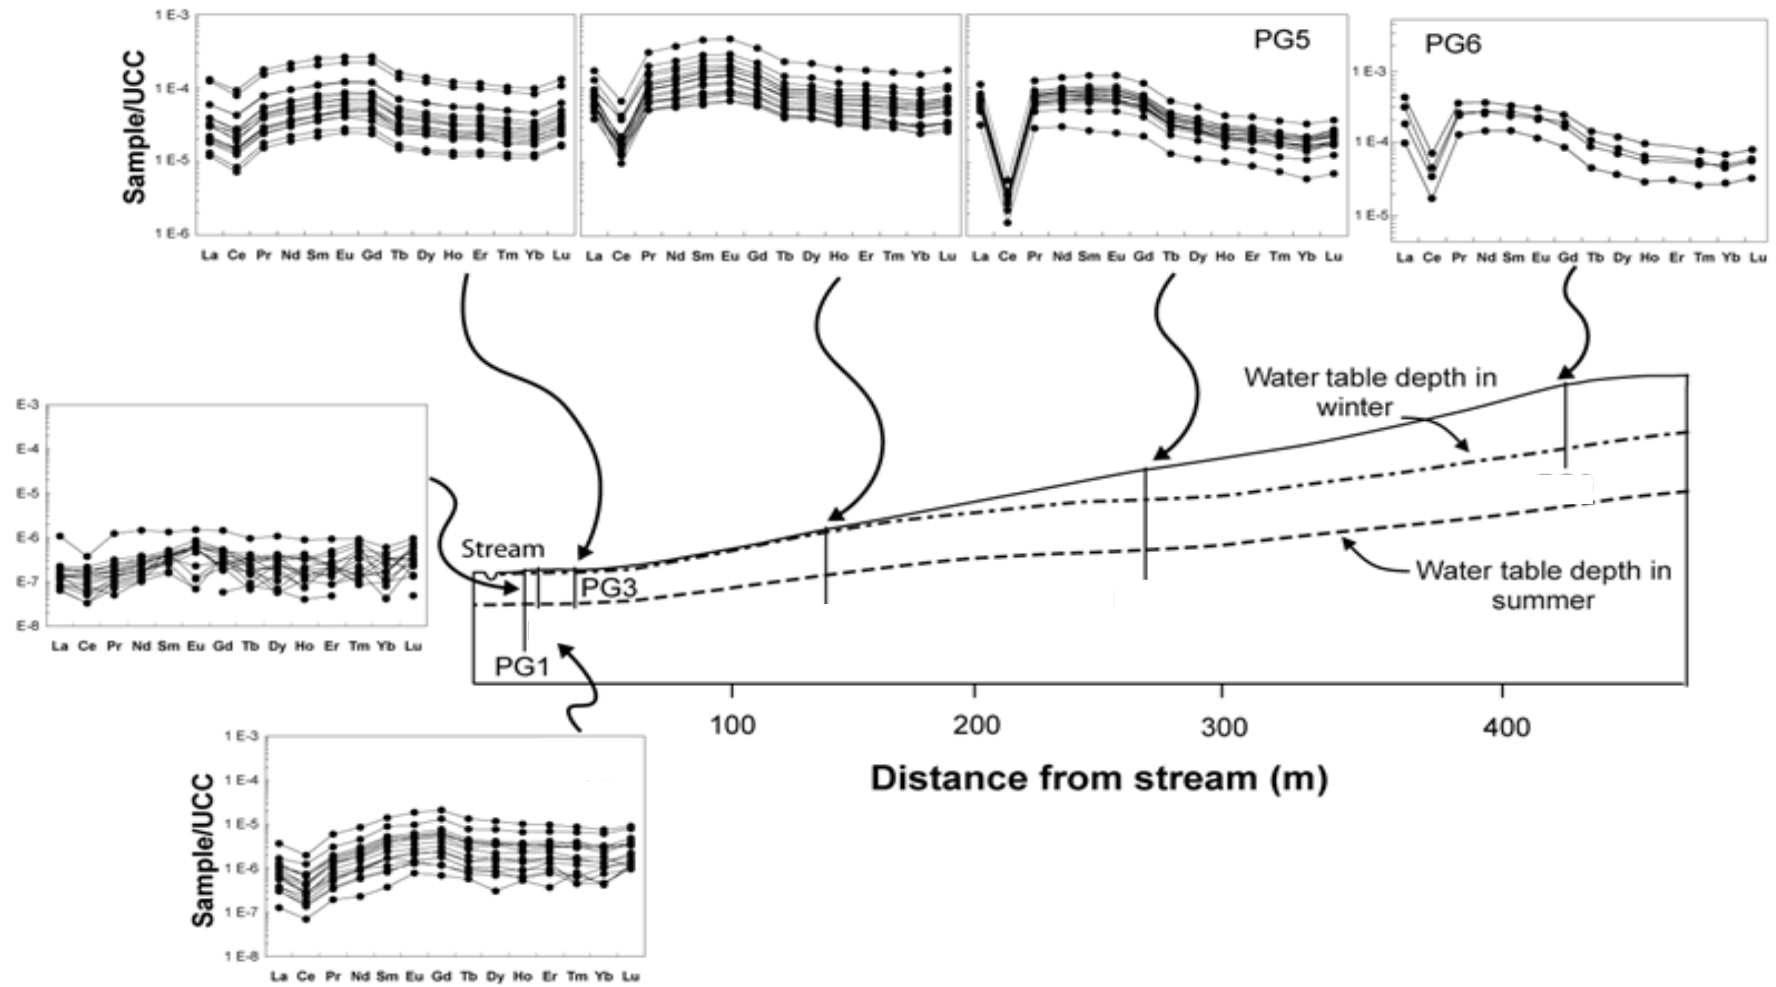 1 E-3
1 E-4
1 E-5
1 E-6
Sample/UCC
La Ce Pr Nd Sm Eu Gd Tb Dy Ho Er Tm Yb Lu
La Ce Pr Nd Sm Eu Gd Tb Dy Ho Er Tm Yb Lu
PG5
La Ce Pr Nd Sm Eu Gd Tb Dy Ho Er Tm Yb Lu
PG6
1 E-3
1 E-4
1 E-5
La Ce Pr Nd Sm Eu Gd Tb Dy Ho Er Tm Yb Lu
Water table depth in
winter
E-3
E-4
E-5
E-6
E-7
E-8
La Ce Pr Nd Sm Eu Gd Tb Dy Ho Er Tm Yb Lu
Stream
PG3
PG1
Water table depth in
summer
100 200 300 400
Distance from stream (m)
1 E-3
1 E-4
1 E-5
1 E-6
1 E-7
1 E-8
Sample/UCC
La Ce Pr Nd Sm Eu Gd Tb Dy Ho Er Tm Yb Lu